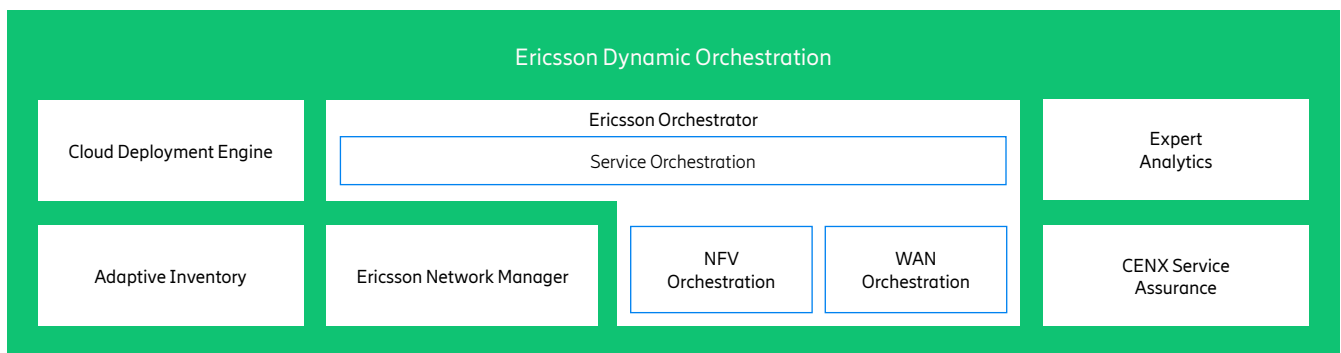 Ericsson Dynamic Orchestration
Cloud Deployment Engine
Ericsson Orchestrator
Service Orchestration
Expert
Analytics
Adaptive Inventory
Ericsson Network Manager
NFV
Orchestration
WAN
Orchestration
CENX Service
Assurance